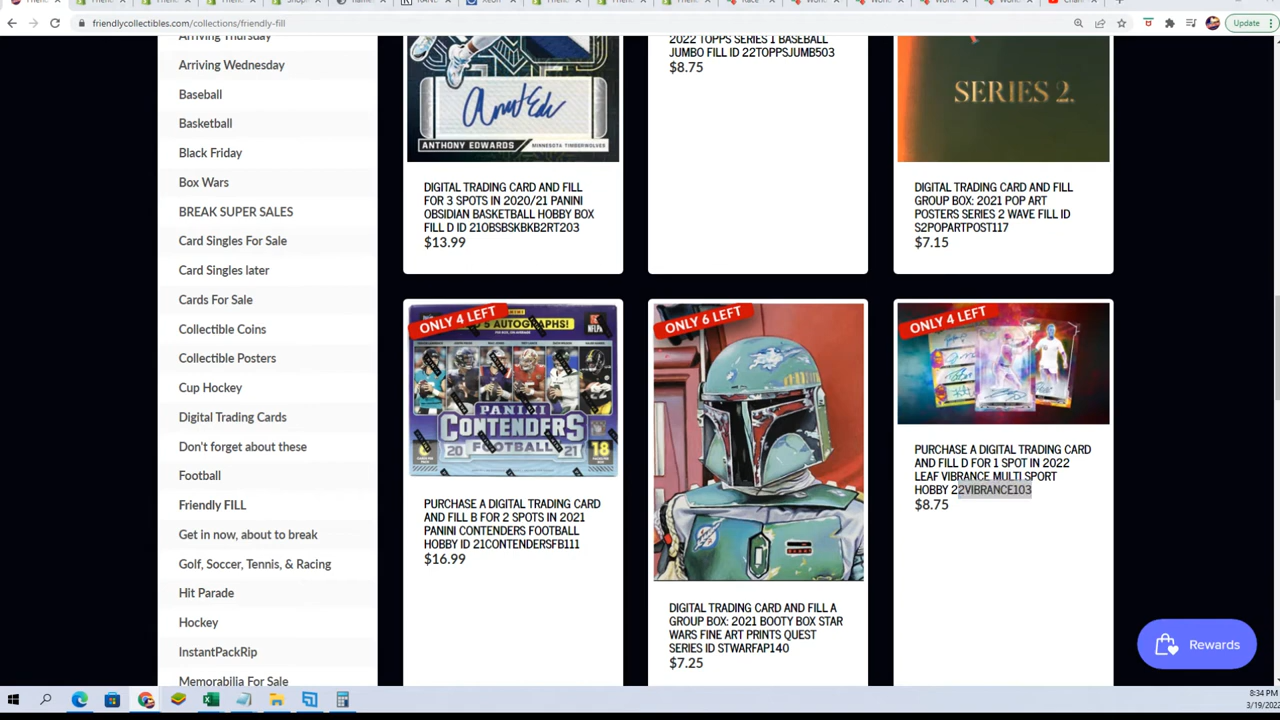 friendlycollectibles.com/collections/friendly-fill
Update
Arriving Thursday
Arriving Wednesday
Baseball
Basketball
Black Friday
Box Wars
BREAK SUPER SALES
Card Singles For Sale
Card Singles later
Cards For Sale
Collectible Coins
Collectible Posters
Cup Hockey
Digital Trading Cards
Don't forget about these
Football
Friendly FILL
Get in now, about to break
Golf, Soccer, Tennis, & Racing
Hit Parade
Hockey
InstantPackRip
Memorabilia For Sale
ANTHONY EDWARDS
MINNESOTA TIMBERWOLVES
DIGITAL TRADING CARD AND FILL
FOR 3 SPOTS IN 2020/21 PANINI
OBSIDIAN BASKETBALL HOBBY BOX
FILL D ID 21OBSBSKBKB2RT203
$13.99
2022 TOPPS SERIES 1 BASEBALL
JUMBO FILL ID 22TOPPSJUMB503
$8.75
SERIES 2.
DIGITAL TRADING CARD AND FILL
GROUP BOX: 2021 POP ART
POSTERS SERIES 2 WAVE FILL ID
S2POPARTPOST117
$7.15
ONLY 4 LEFT
PANINI
5 AUTOGRAPHS!
PANINI
CONTENDERS
20 FOOTBALL 21
18
PURCHASE A DIGITAL TRADING CARD
AND FILL B FOR 2 SPOTS IN 2021
PANINI CONTENDERS FOOTBALL
HOBBY ID 21CONTENDERSFB111
$16.99
ONLY 6 LEFT
DIGITAL TRADING CARD AND FILL A
GROUP BOX: 2021 BOOTY BOX STAR
WARS FINE ART PRINTS QUEST
SERIES ID STWARFAP140
$7.25
ONLY 4 LEFT
PURCHASE A DIGITAL TRADING CARD
AND FILL D FOR 1 SPOT IN 2022
LEAF VIBRANCE MULTI SPORT
HOBBY 22VIBRANCE103
$8.75
Rewards
8:34 PM